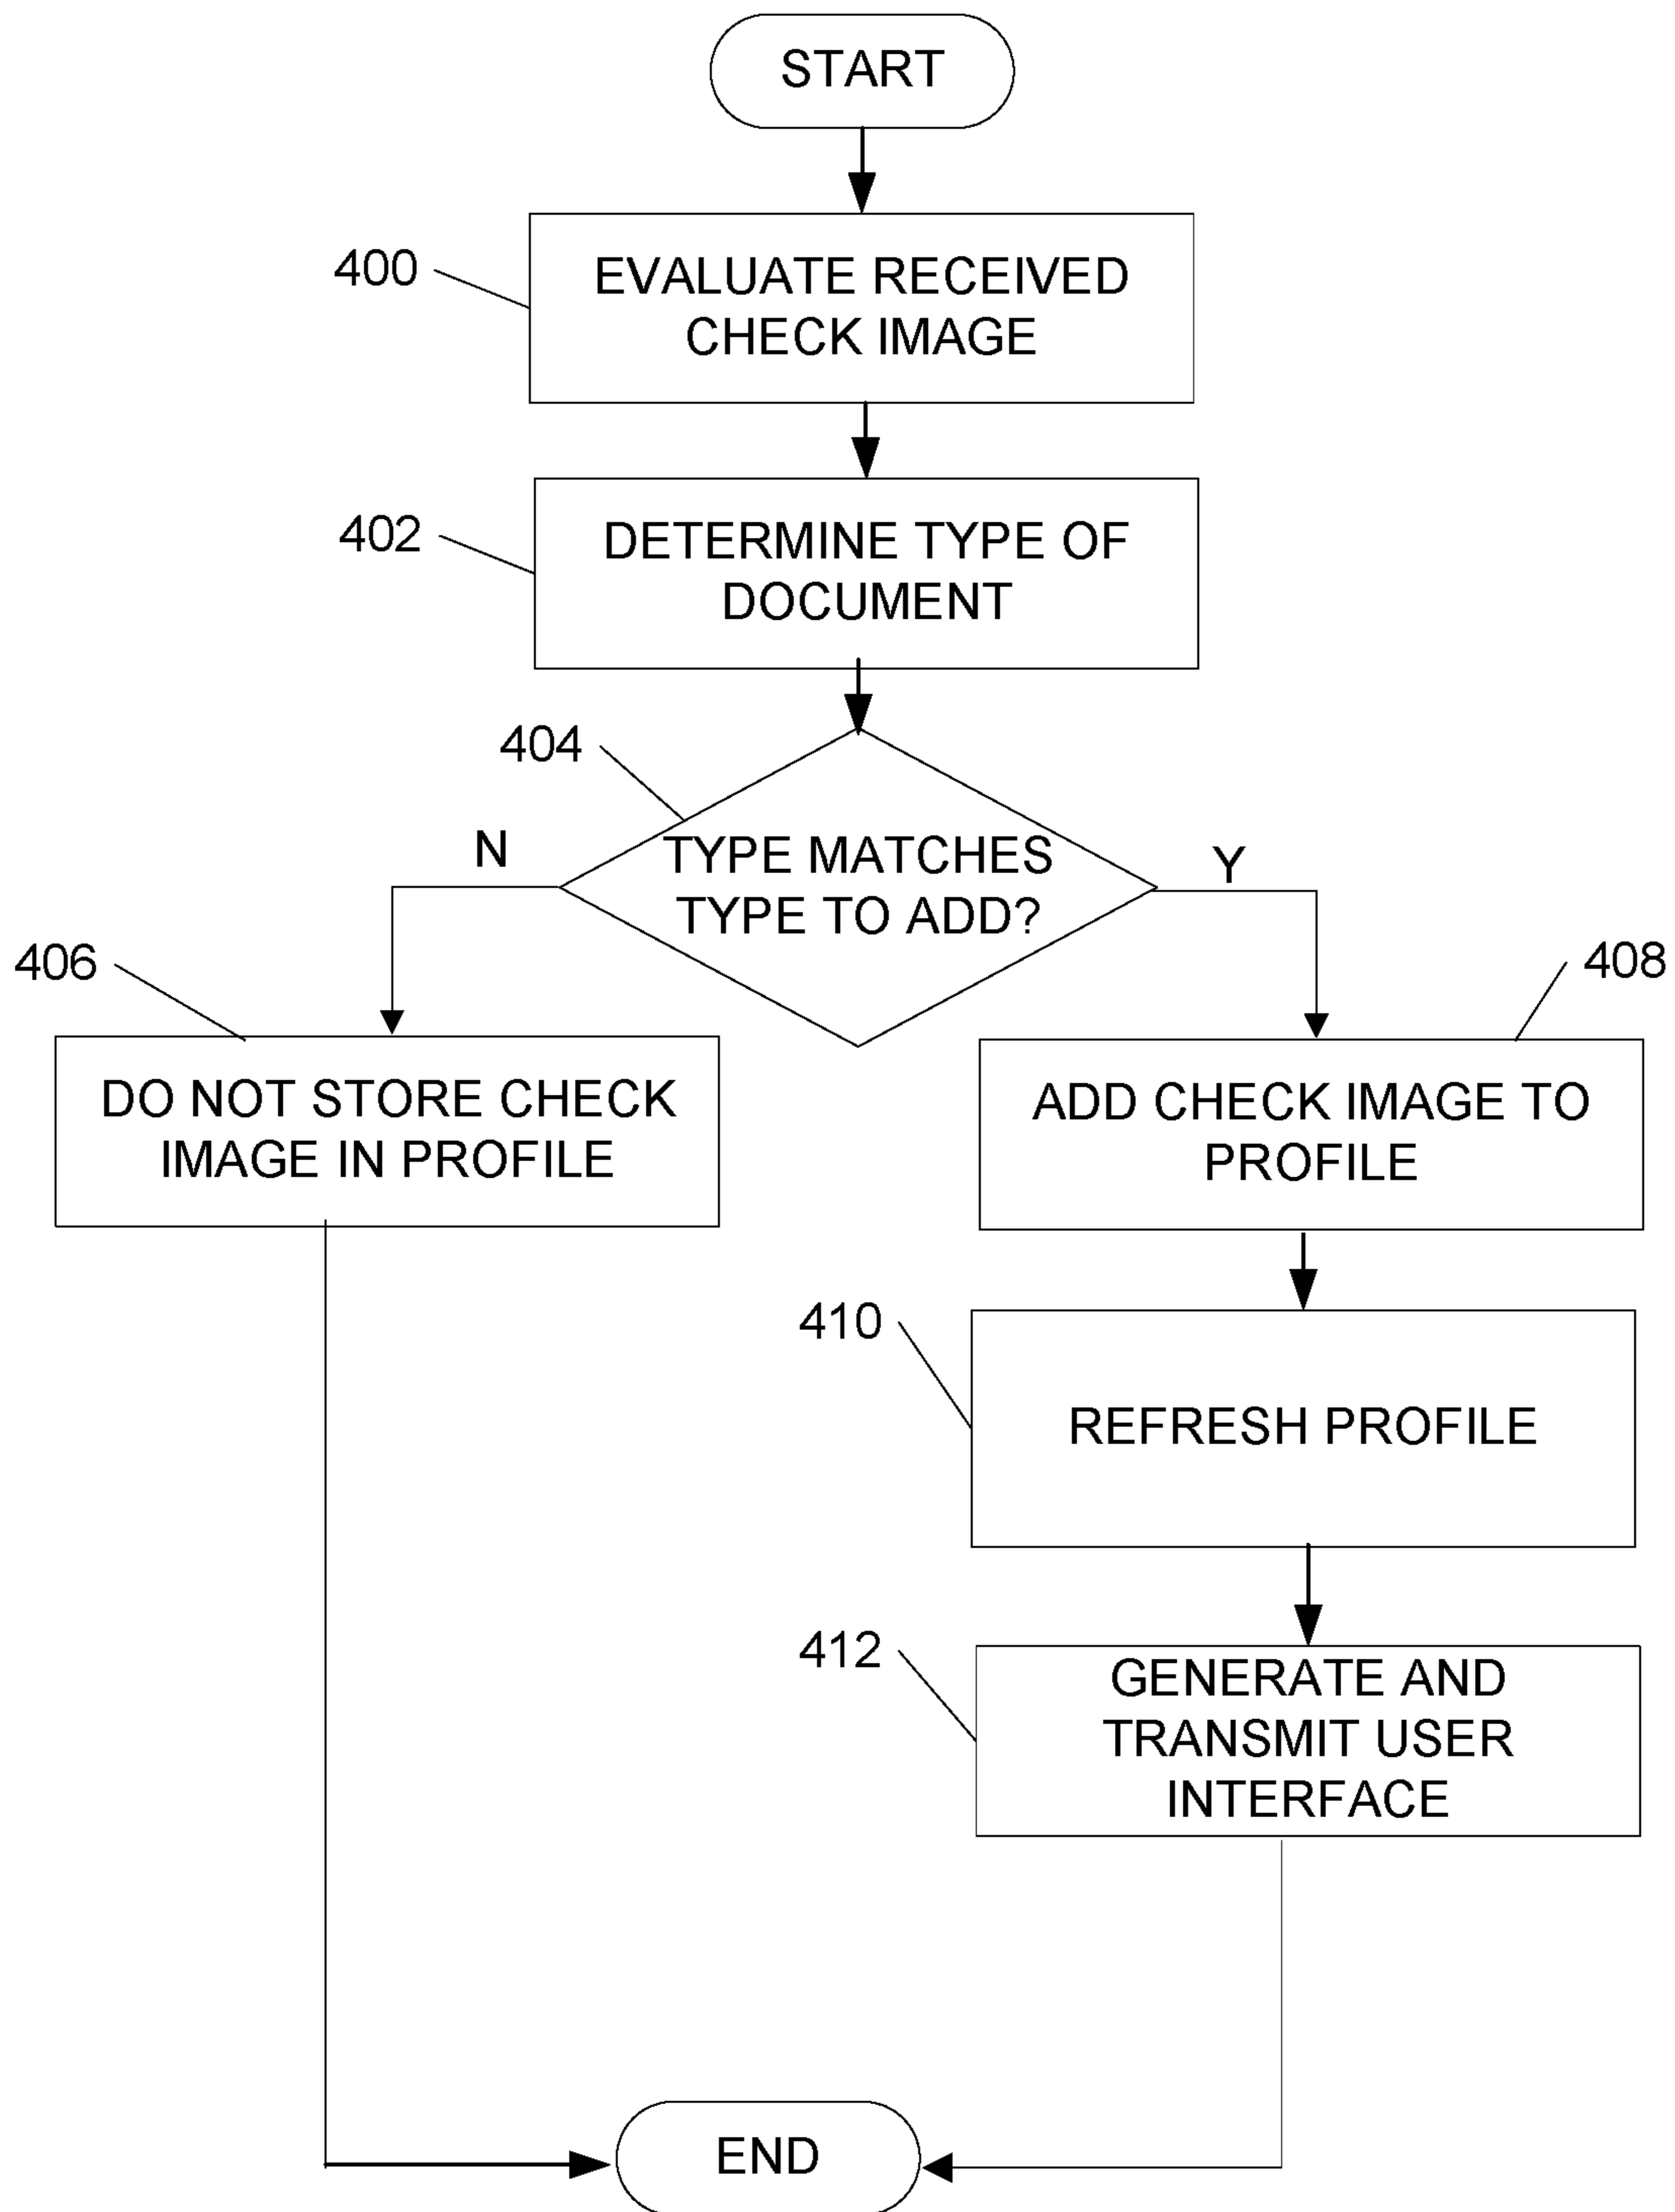 START
400
EVALUATE RECEIVED
CHECK IMAGE
402
DETERMINE TYPE OF
DOCUMENT
404
N
TYPE MATCHES
TYPE TO ADD?
Y
406
DO NOT STORE CHECK
IMAGE IN PROFILE
408
ADD CHECK IMAGE TO
PROFILE
410
REFRESH PROFILE
412
GENERATE AND
TRANSMIT USER
INTERFACE
END